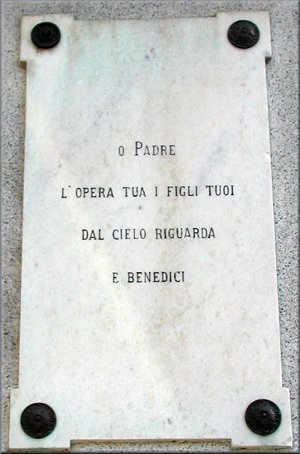 O PADRE
L'OPERA TUA I FIGLI TUOI
DAL CIELO RIGUARDA
E BENEDICI